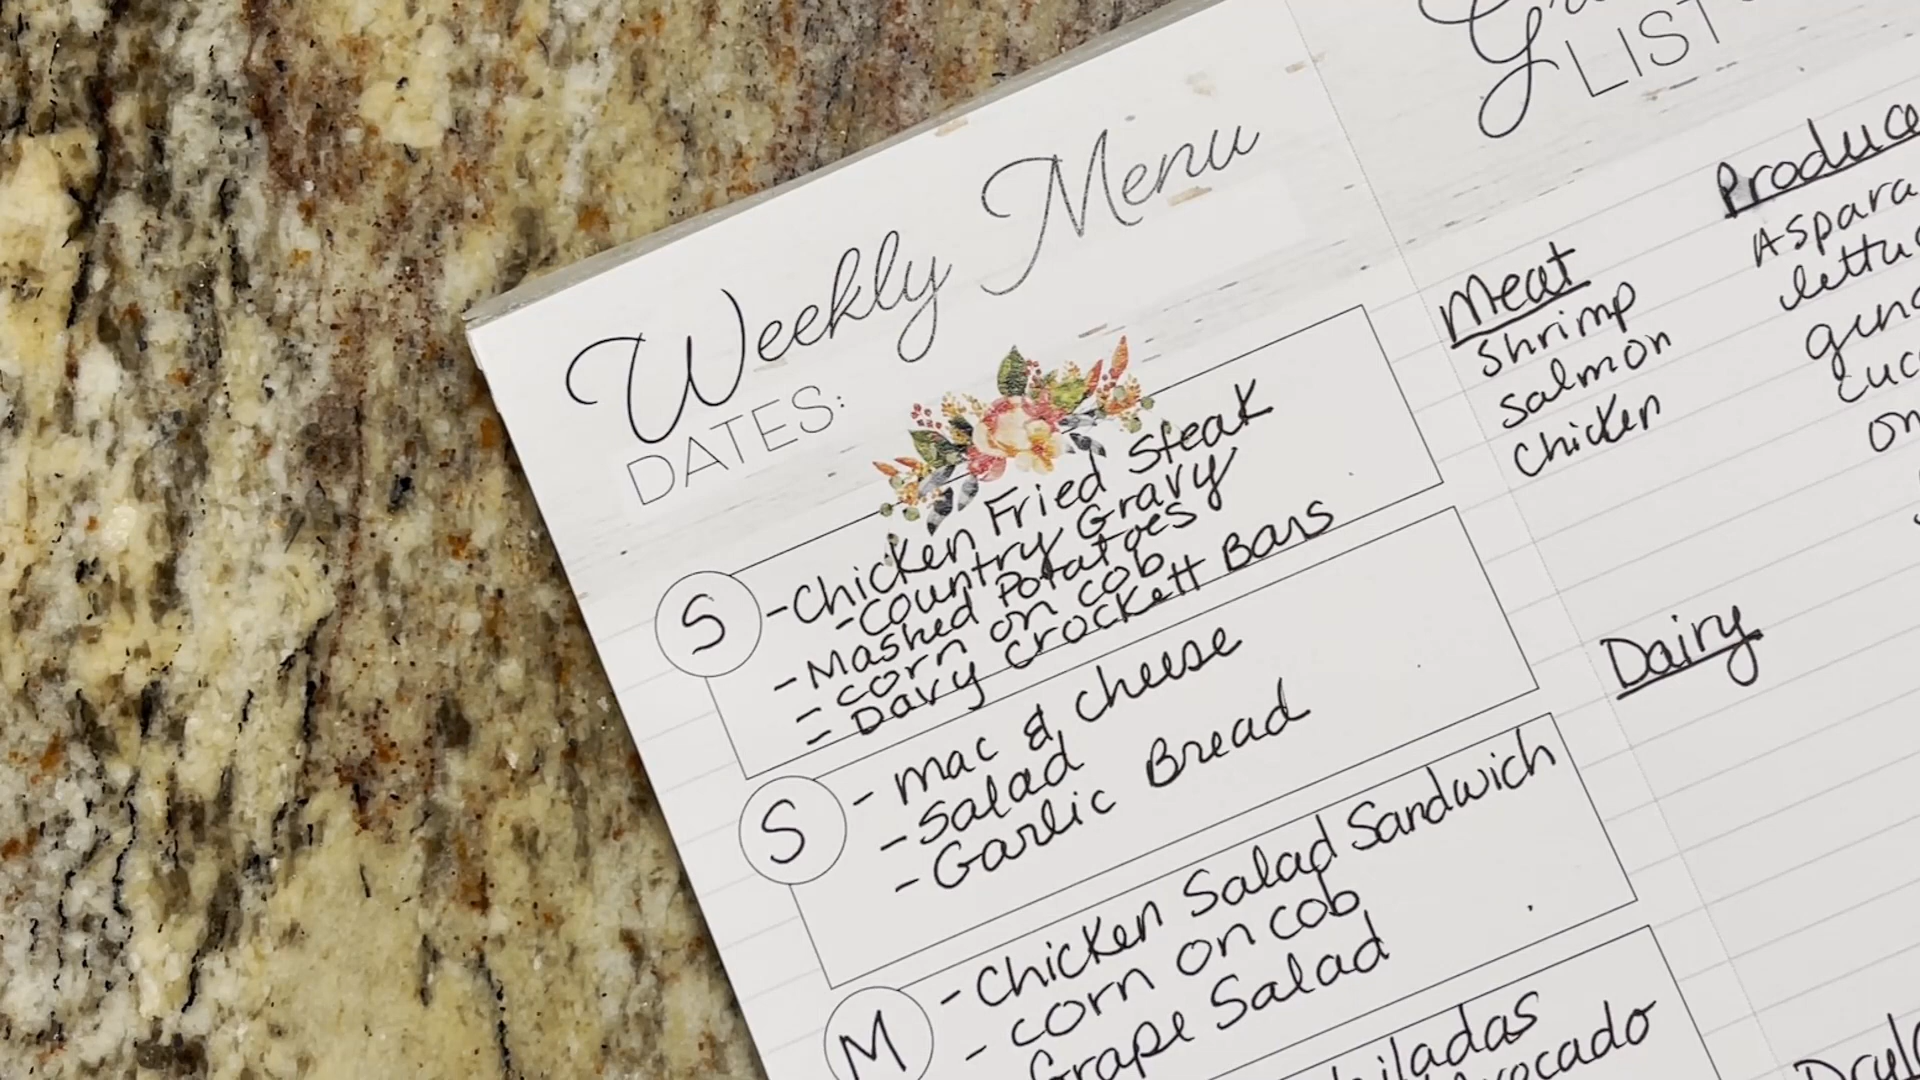 Weekly Menu
DATES:
S
-Chicken Fried Steak
-Country Gravy
-Mashed Potatoes
-corn on cob
= Davy Crockett Bars
S
- mac & cheese
-Salad
-Garlic Bread
M
-Chicken Salad Sandwich
- corn on cob
Grape Salad
LIST
Meat
Shrimp
Salmon
Chicken
Produce
Dairy